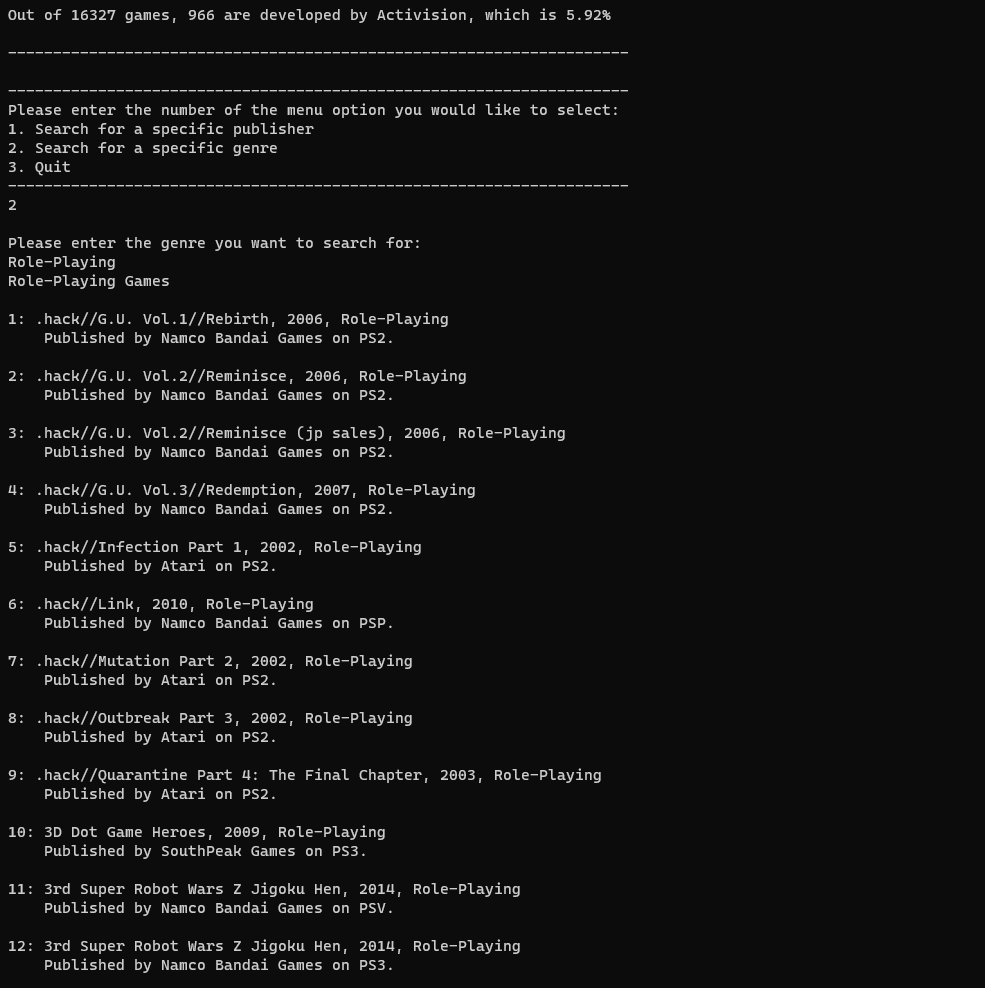 Out of 16327 games, 966 are developed by Activision, which is 5.92%
---------------------------------------------------------------------
---------------------------------------------------------------------
Please enter the number of the menu option you would like to select:
1. Search for a specific publisher
2. Search for a specific genre
3. Quit
---------------------------------------------------------------------
2
Please enter the genre you want to search for:
Role-Playing
Role-Playing Games
1: .hack//G.U. Vol.1//Rebirth, 2006, Role-Playing
Published by Namco Bandai Games on PS2.
2: .hack//G.U. Vol.2//Reminisce, 2006, Role-Playing
Published by Namco Bandai Games on PS2.
3: .hack//G.U. Vol.2//Reminisce (jp sales), 2006, Role-Playing
Published by Namco Bandai Games on PS2.
4: .hack//G.U. Vol.3//Redemption, 2007, Role-Playing
Published by Namco Bandai Games on PS2.
5: .hack//Infection Part 1, 2002, Role-Playing
Published by Atari on PS2.
6: .hack//Link, 2010, Role-Playing
Published by Namco Bandai Games on PSP.
7: .hack//Mutation Part 2, 2002, Role-Playing
Published by Atari on PS2.
8: .hack//Outbreak Part 3, 2002, Role-Playing
Published by Atari on PS2.
9: .hack//Quarantine Part 4: The Final Chapter, 2003, Role-Playing
Published by Atari on PS2.
10: 3D Dot Game Heroes, 2009, Role-Playing
Published by SouthPeak Games on PS3.
11: 3rd Super Robot Wars Z Jigoku Hen, 2014, Role-Playing
Published by Namco Bandai Games on PSV.
12: 3rd Super Robot Wars Z Jigoku Hen, 2014, Role-Playing
Published by Namco Bandai Games on PS3.